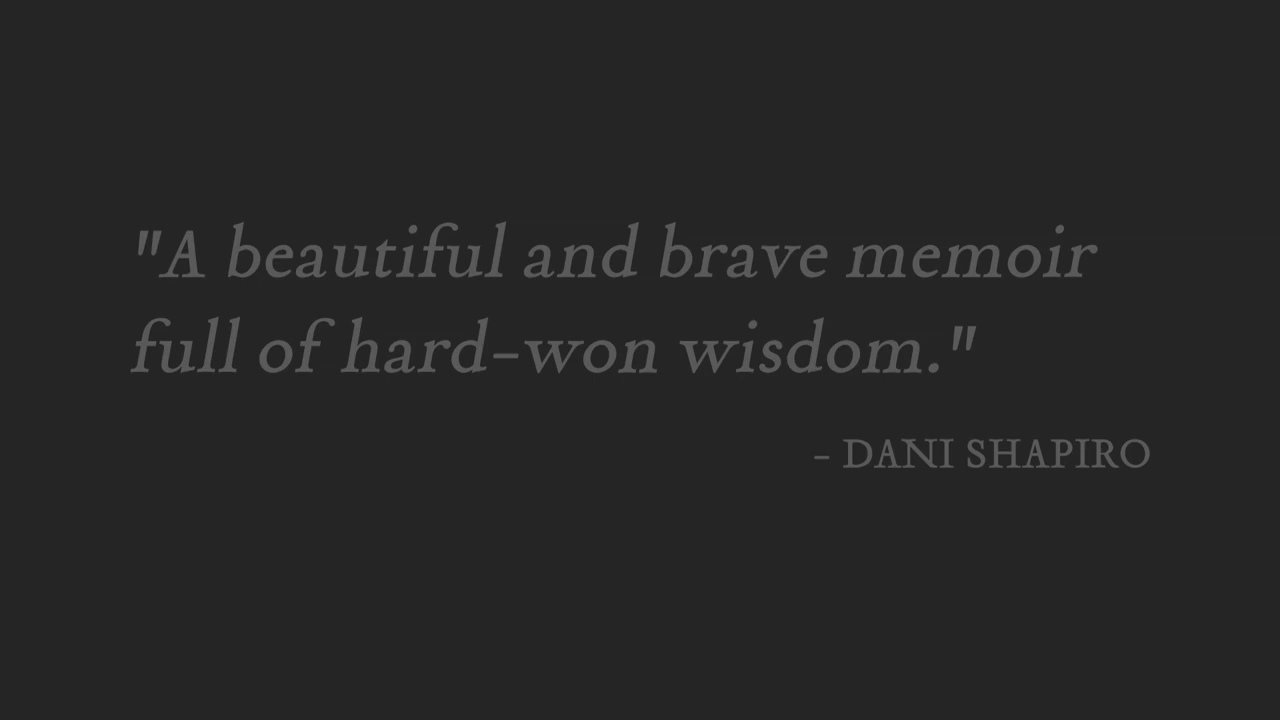 "A beautiful and brave memoir
full of hard-won wisdom."
- DANI SHAPIRO